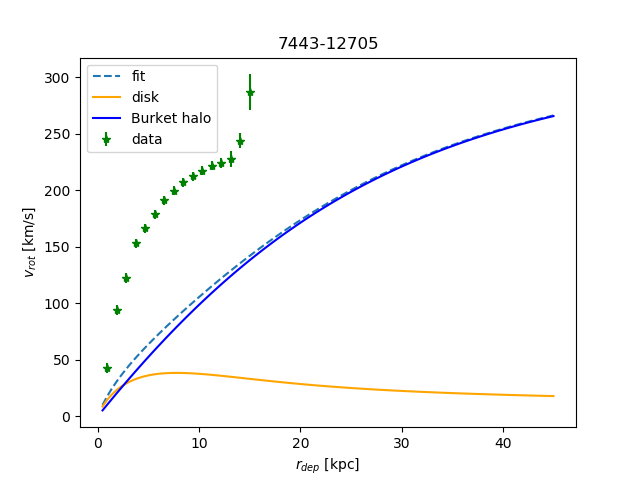 7443-12705
fit
disk
Burket halo
data
300
250
200
150
100
50
0
v_rot [km/s]
0 10 20 30 40
r_dep [kpc]